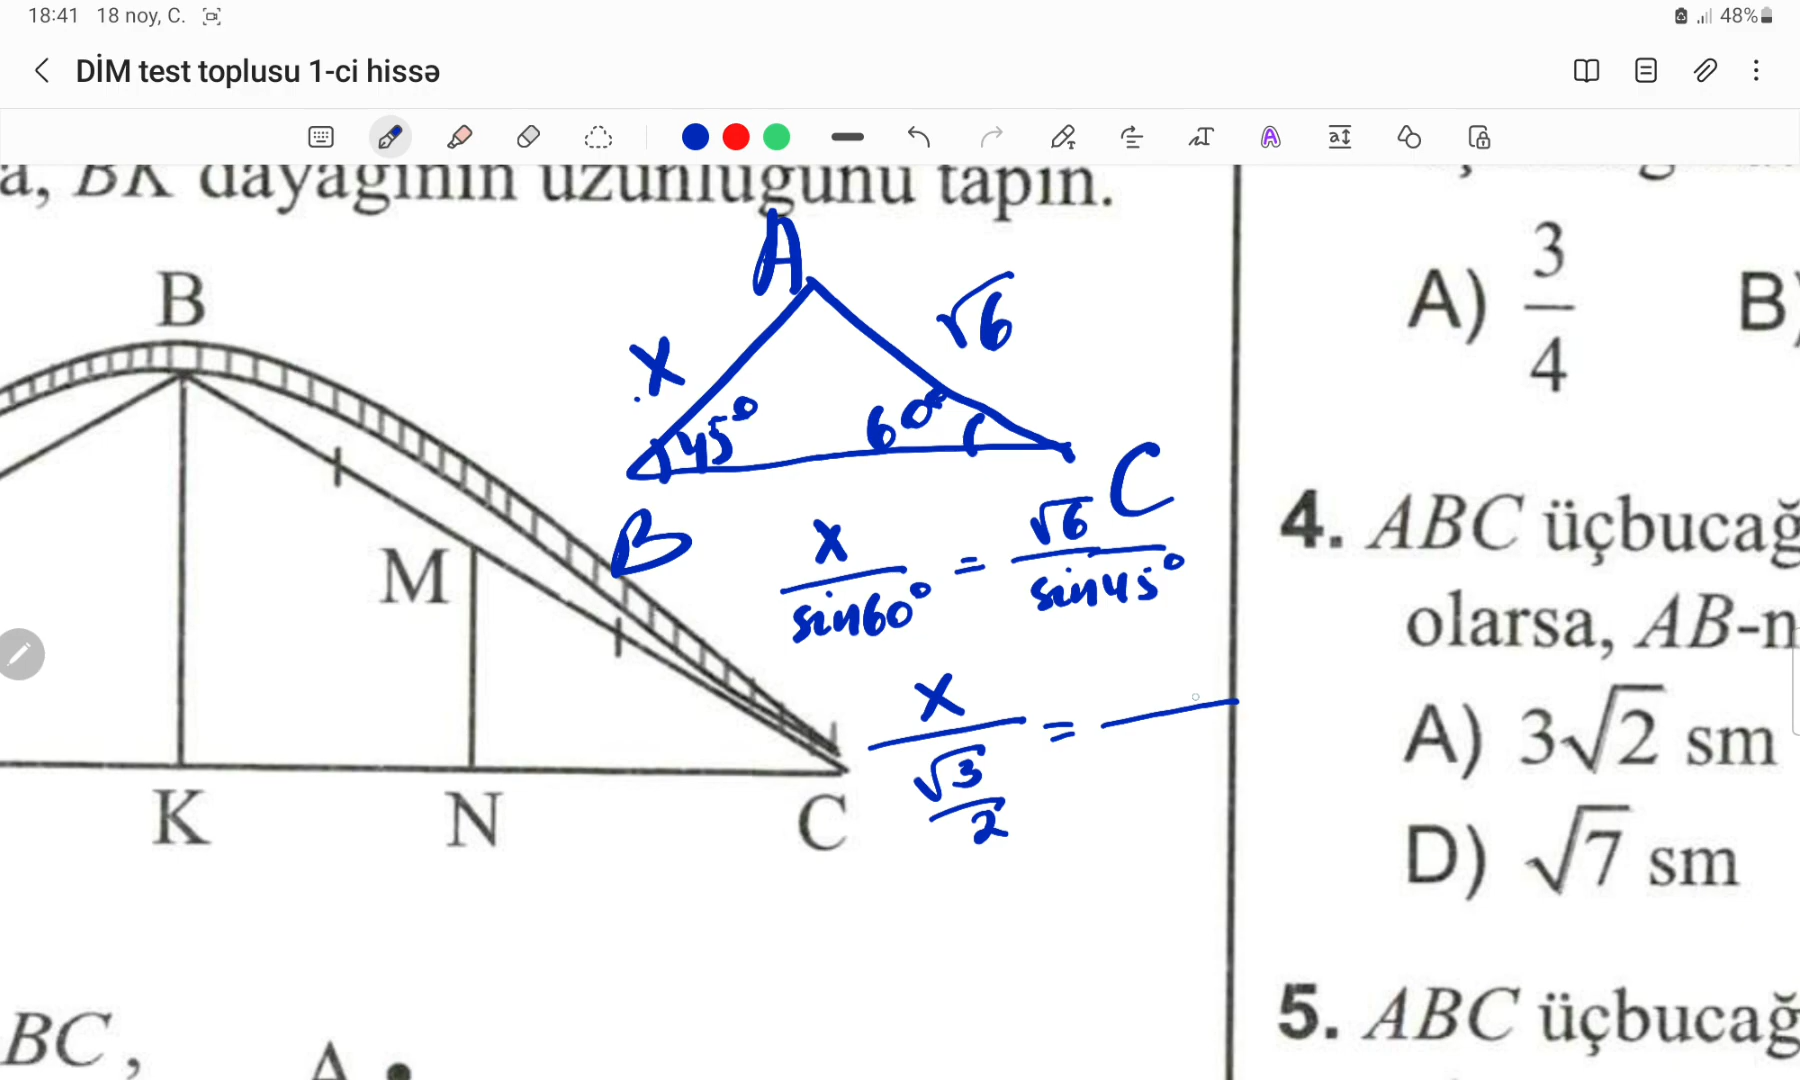 18:41 18 noy, C. 48%
DİM test toplusu 1-ci hissə
a, BK dayağının uzunluğunu tapın.
B
M
K N C
BC,
A
A
x
√6
45° 60°
B
C
x/sin60° = √6/sin45°
x/(√3/2) =
A) 3/4 B)
4. ABC üçbucağ
olarsa, AB-n
A) 3√2 sm
D) √7 sm
5. ABC üçbucağ